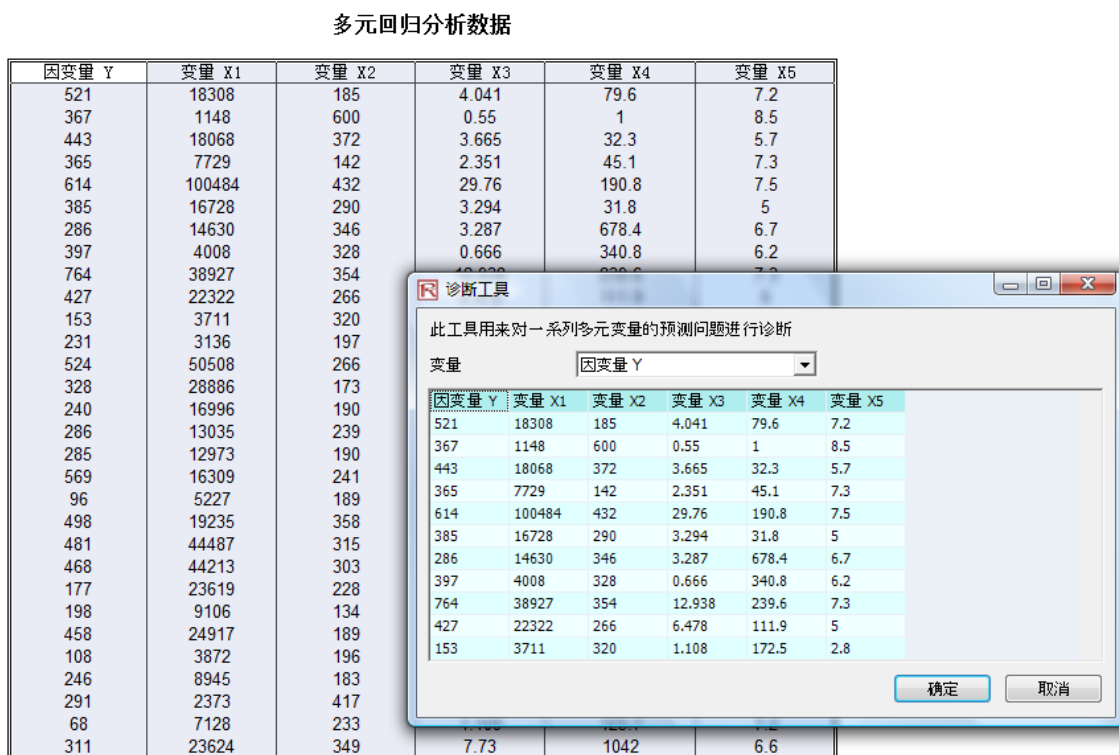 多元回归分析数据
因变量 Y 变量 X1 变量 X2 变量 X3 变量 X4 变量 X5
521 18308 185 4.041 79.6 7.2
367 1148 600 0.55 1 8.5
443 18068 372 3.665 32.3 5.7
365 7729 142 2.351 45.1 7.3
614 100484 432 29.76 190.8 7.5
385 16728 290 3.294 31.8 5
286 14630 346 3.287 678.4 6.7
397 4008 328 0.666 340.8 6.2
764 38927 354
427 22322 266
153 3711 320
231 3136 197
524 50508 266
328 28886 173
240 16996 190
286 13035 239
285 12973 190
569 16309 241
96 5227 189
498 19235 358
481 44487 315
468 44213 303
177 23619 228
198 9106 134
458 24917 189
108 3872 196
246 8945 183
291 2373 417
68 7128 233
311 23624 349 7.73 1042 6.6
诊断工具
此工具用来对一系列多元变量的预测问题进行诊断
变量 因变量 Y
因变量 Y 变量 X1 变量 X2 变量 X3 变量 X4 变量 X5
521 18308 185 4.041 79.6 7.2
367 1148 600 0.55 1 8.5
443 18068 372 3.665 32.3 5.7
365 7729 142 2.351 45.1 7.3
614 100484 432 29.76 190.8 7.5
385 16728 290 3.294 31.8 5
286 14630 346 3.287 678.4 6.7
397 4008 328 0.666 340.8 6.2
764 38927 354 12.938 239.6 7.3
427 22322 266 6.478 111.9 5
153 3711 320 1.108 172.5 2.8
确定 取消